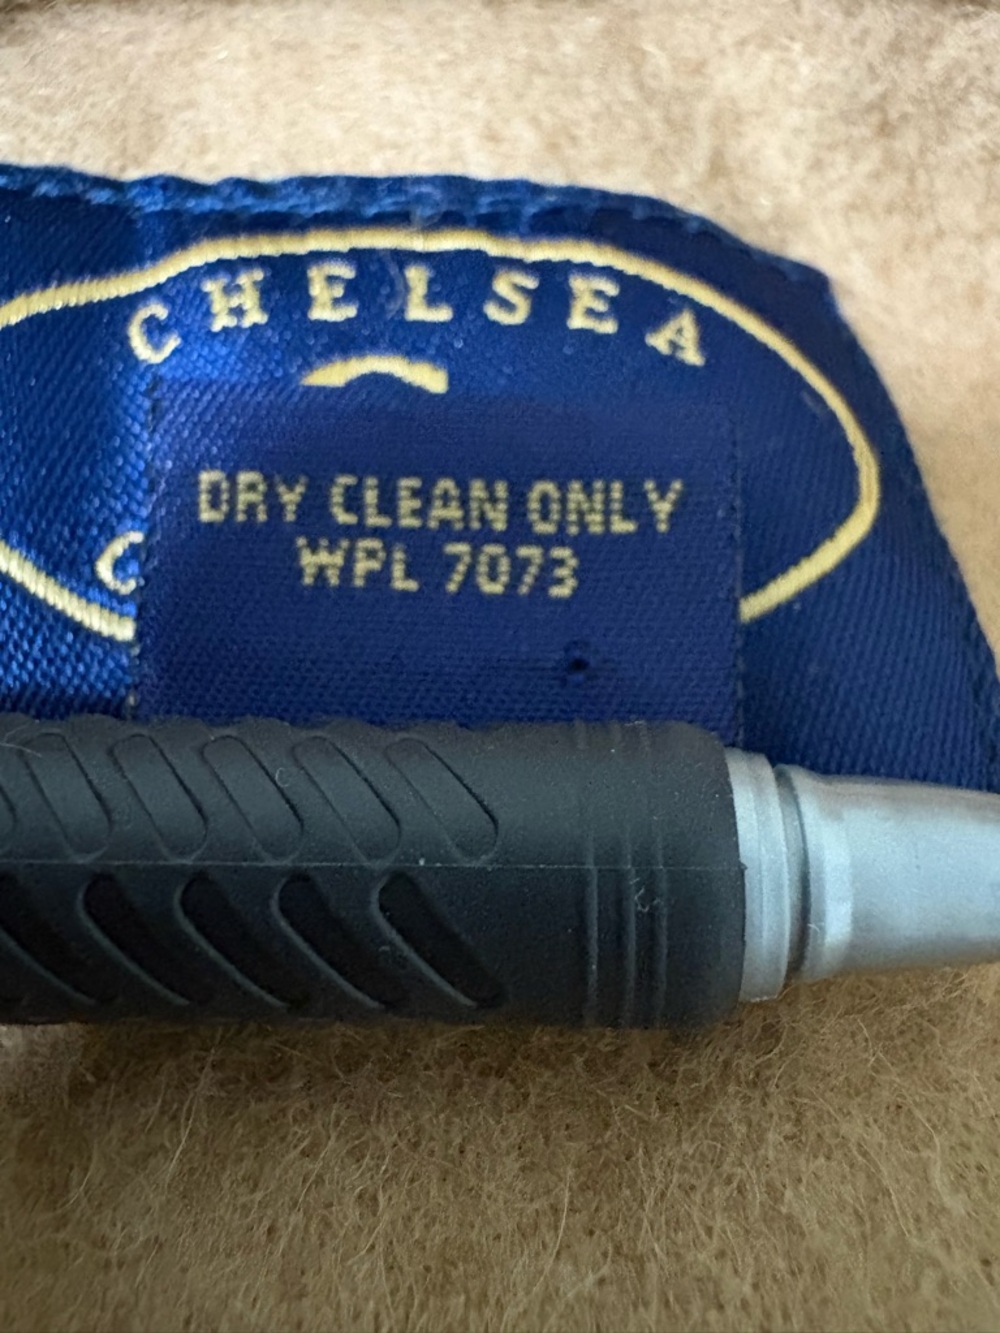 CHELSEA
C
DRY CLEAN ONLY
WPL 7073